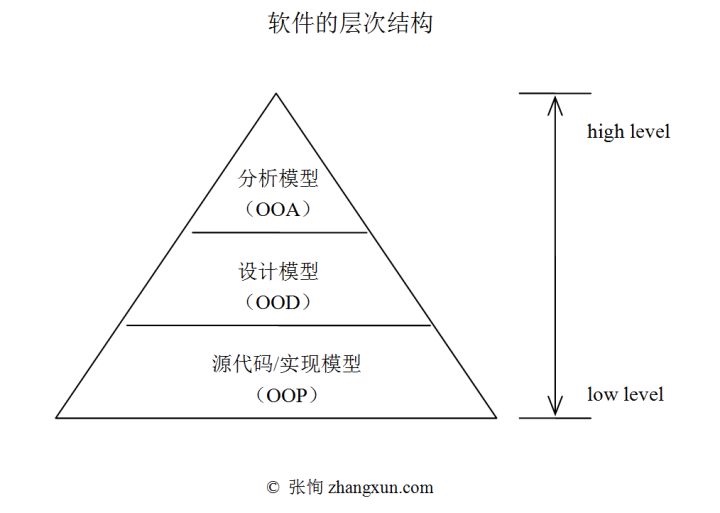 软件的层次结构
high level
分析模型
（OOA）
设计模型
（OOD）
源代码/实现模型
（OOP）
low level
© 张恂 zhangxun.com